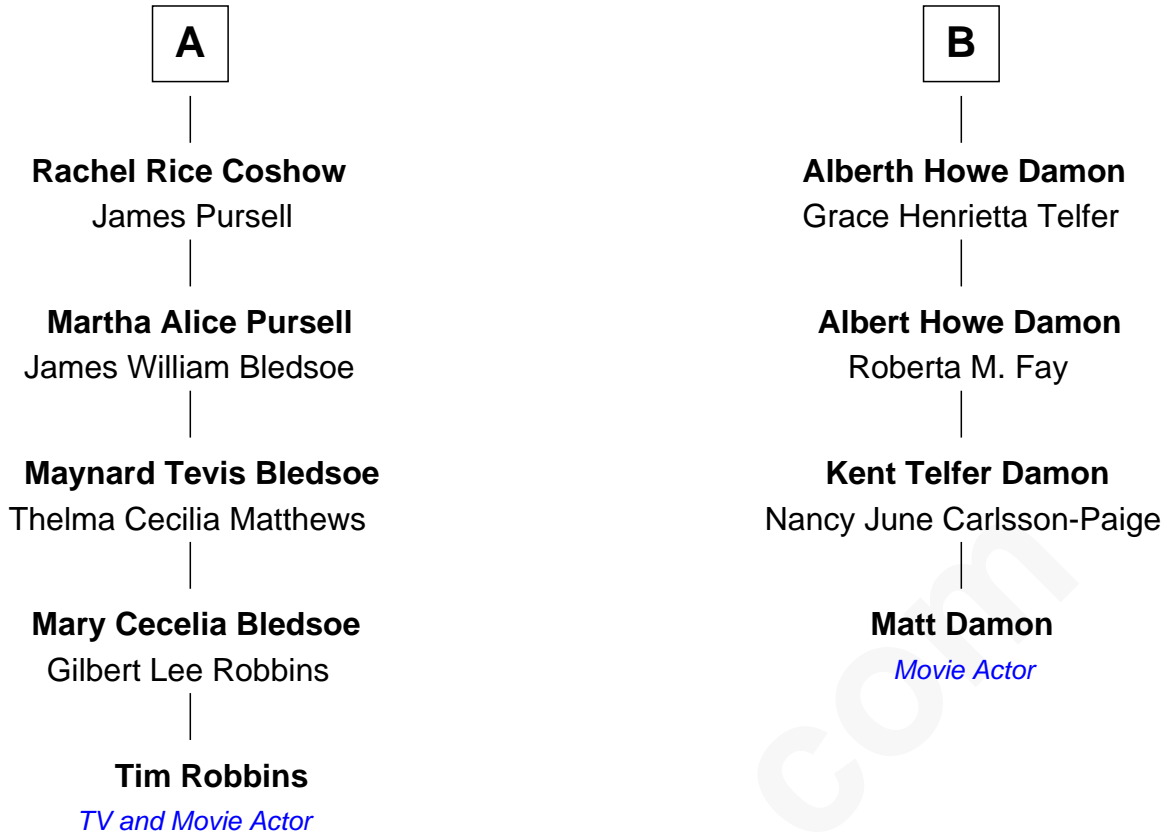 A
Rachel Rice Coshow
James Pursell
Martha Alice Pursell
James William Bledsoe
Maynard Tevis Bledsoe
Thelma Cecilia Matthews
Mary Cecelia Bledsoe
Gilbert Lee Robbins
Tim Robbins
TV and Movie Actor
B
Alberth Howe Damon
Grace Henrietta Telfer
Albert Howe Damon
Roberta M. Fay
Kent Telfer Damon
Nancy June Carlsson-Paige
Matt Damon
Movie Actor
com